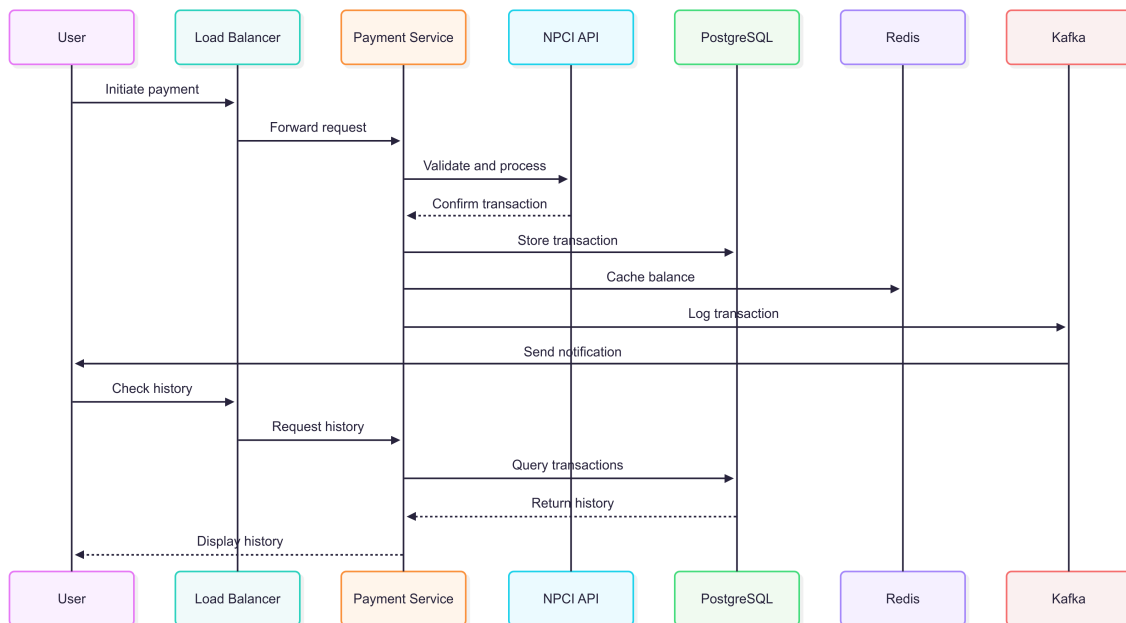 User
Load Balancer
Payment Service
NPCI API
PostgreSQL
Redis
Kafka
Initiate payment
Forward request
Validate and process
Confirm transaction
Store transaction
Cache balance
Log transaction
Send notification
Check history
Request history
Query transactions
Return history
Display history
User
Load Balancer
Payment Service
NPCI API
PostgreSQL
Redis
Kafka